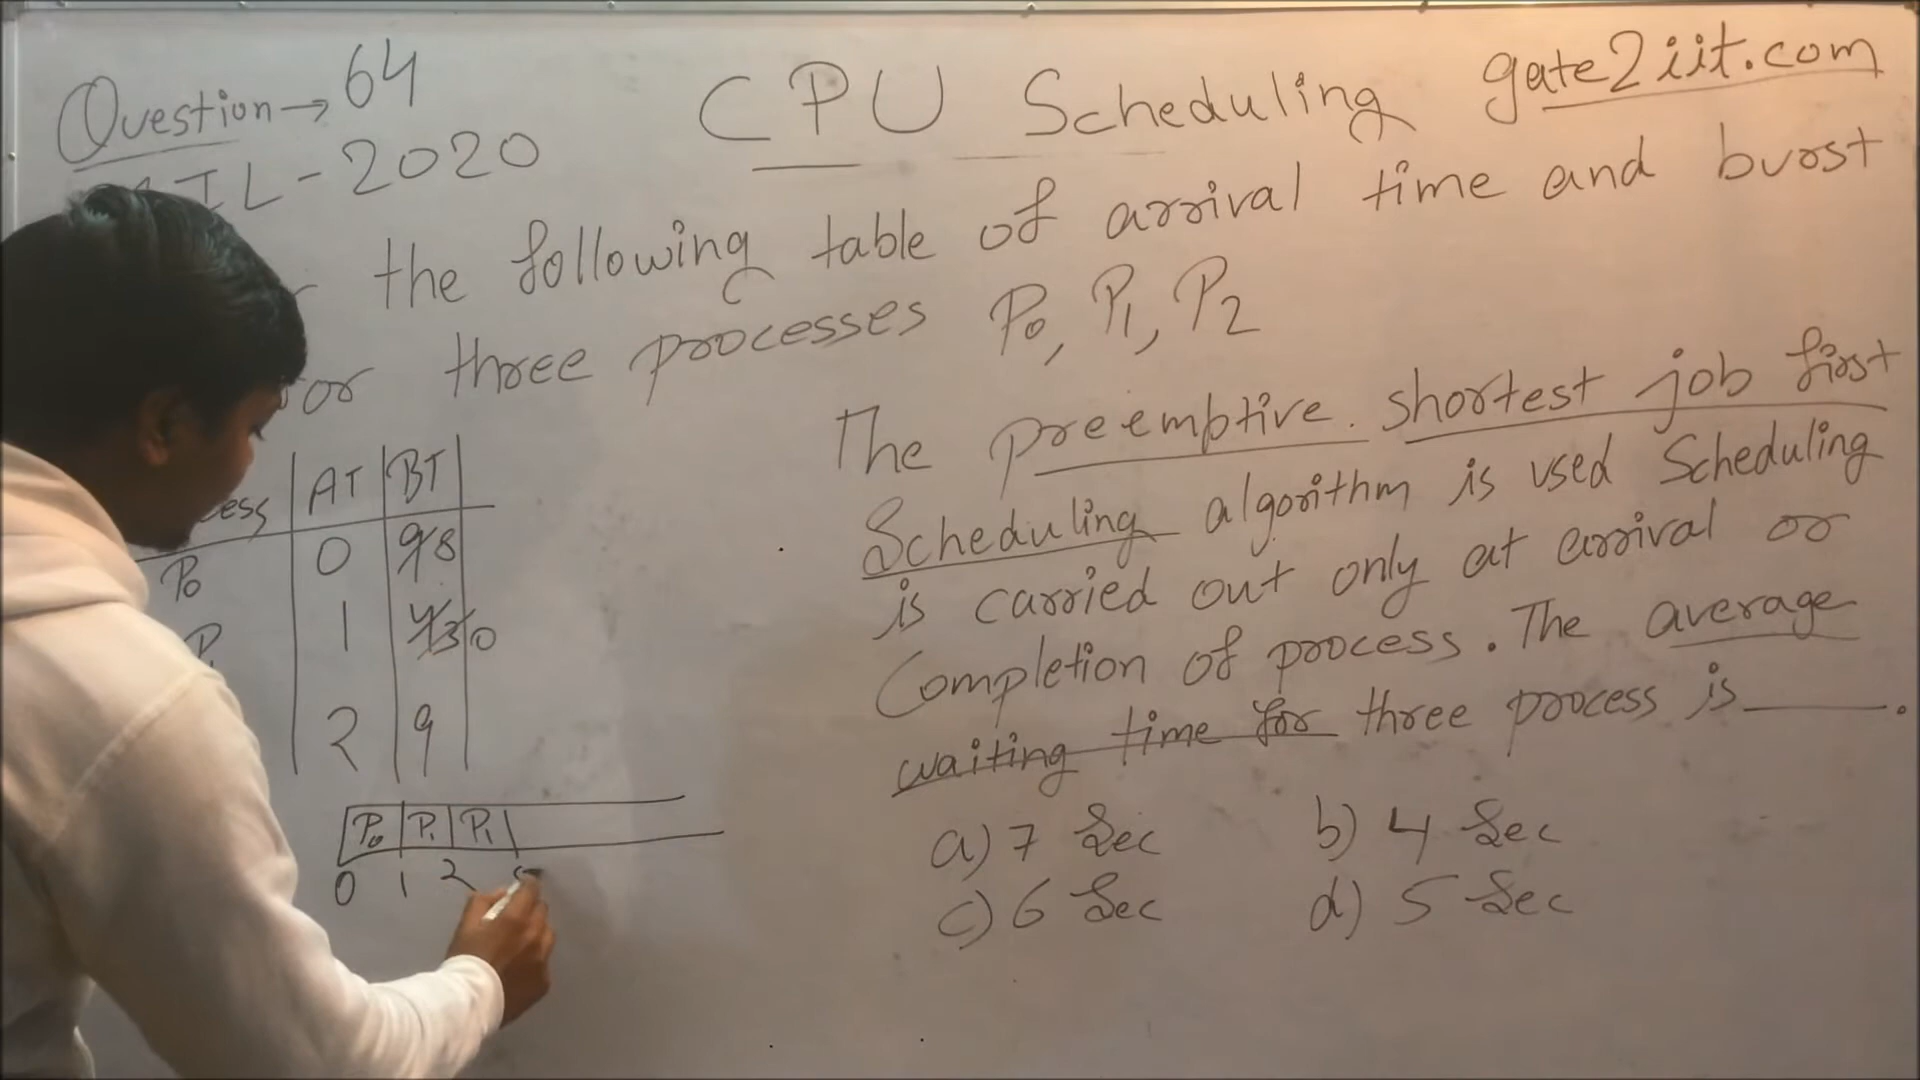 Question → 64
CPU Scheduling
gate2iit.com
IL-2020
the following table of arrival time and burst
or three processes P0, P1, P2
The preemptive shortest job first
Scheduling algorithm is used Scheduling
is carried out only at arrival or
Completion of process. The average
waiting time for three process is ____.
a) 7 Sec b) 4 Sec
c) 6 Sec d) 5 Sec
ess AT BT
P0 0 9 8
P1 1 4 3 0
2 9
P0 P1 P1
0 1 2